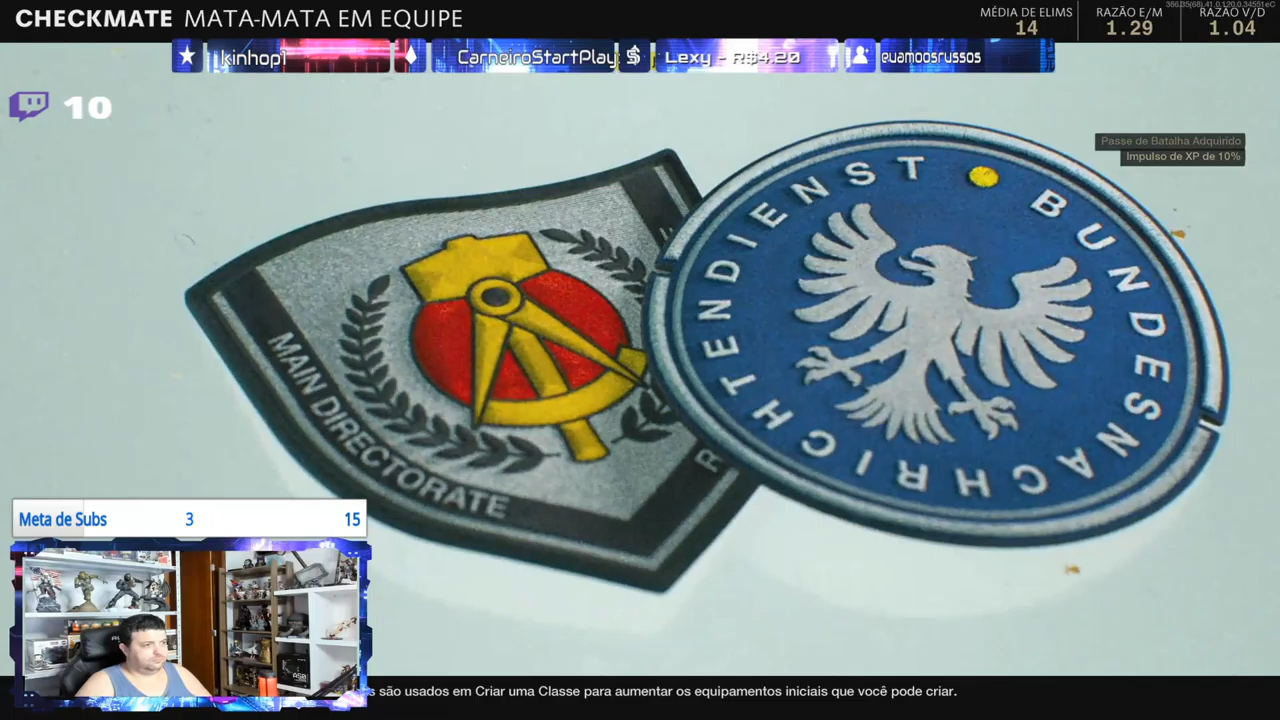 CHECKMATE MATA-MATA EM EQUIPE
MÉDIA DE ELIMS
14
RAZÃO E/M
1.29
RAZÃO V/D
1.04
kinhop1
CarneiroStartPlay
Lexy - R$4.20
10
Passe de Batalha Adquirido
Impulso de XP de 10%
MAIN DIRECTORATE
R
BUNDESNACHRICHTENDIENST
Meta de Subs 3 15
são usados em Criar uma Classe para aumentar os equipamentos iniciais que você pode criar.